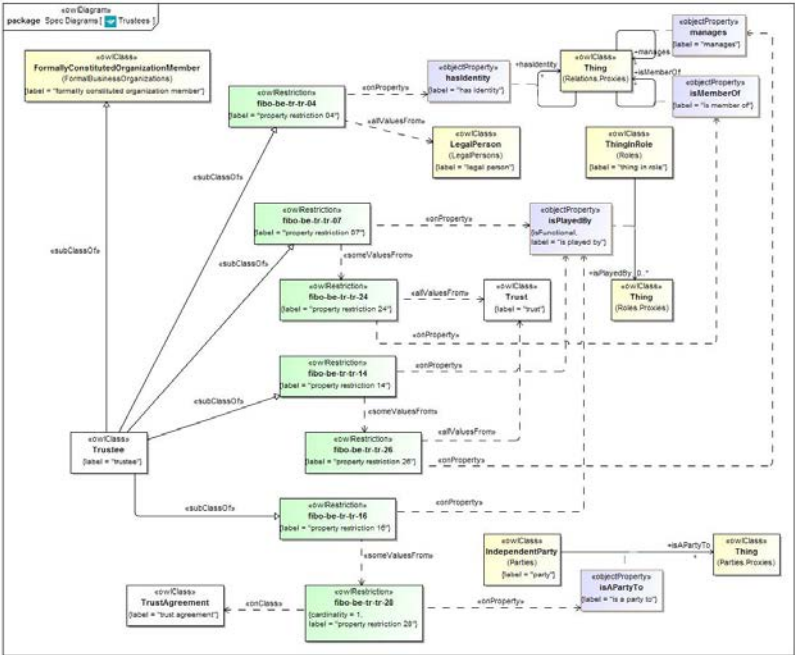 «owlDiagram»
package Spec Diagrams [ Trustees ]
«owlClass»
FormallyConstitutedOrganizationMember
(FormalBusinessOrganizations)
[label = "formally constituted organization member"]
«owlRestriction»
fibo-be-tr-tr-04
[label = "property restriction 04"]
«onProperty»
«objectProperty»
hasIdentity
[label = "has identity"]
+hasIdentity
*
«owlClass»
Thing
(Relations.Proxies)
+manages
*
+isMemberOf
*
«objectProperty»
manages
[label = "manages"]
«objectProperty»
isMemberOf
[label = "is member of"]
«allValuesFrom»
«owlClass»
LegalPerson
(LegalPersons)
[label = "legal person"]
«owlClass»
ThingInRole
(Roles)
[label = "thing in role"]
«subClassOf»
«owlRestriction»
fibo-be-tr-tr-07
[label = "property restriction 07"]
«onProperty»
«objectProperty»
isPlayedBy
{isFunctional,
label = "is played by"]
«subClassOf»
«subClassOf»
«someValuesFrom»
+isPlayedBy 0..*
«owlRestriction»
fibo-be-tr-tr-24
[label = "property restriction 24"]
«allValuesFrom»
«owlClass»
Trust
[label = "trust"]
«owlClass»
Thing
(Roles.Proxies)
«onProperty»
«owlRestriction»
fibo-be-tr-tr-14
[label = "property restriction 14"]
«onProperty»
«subClassOf»
«someValuesFrom»
«owlClass»
Trustee
[label = "trustee"]
«owlRestriction»
fibo-be-tr-tr-26
[label = "property restriction 26"]
«allValuesFrom»
«onProperty»
«subClassOf»
«owlRestriction»
fibo-be-tr-tr-16
[label = "property restriction 16"]
«onProperty»
«someValuesFrom»
«owlClass»
IndependentParty
(Parties)
[label = "party"]
+isAPartyTo
*
«owlClass»
Thing
(Parties.Proxies)
«owlClass»
TrustAgreement
[label = "trust agreement"]
«onClass»
«owlRestriction»
fibo-be-tr-tr-28
[cardinality = 1,
label = "property restriction 28"]
«onProperty»
«objectProperty»
isAPartyTo
[label = "is a party to"]